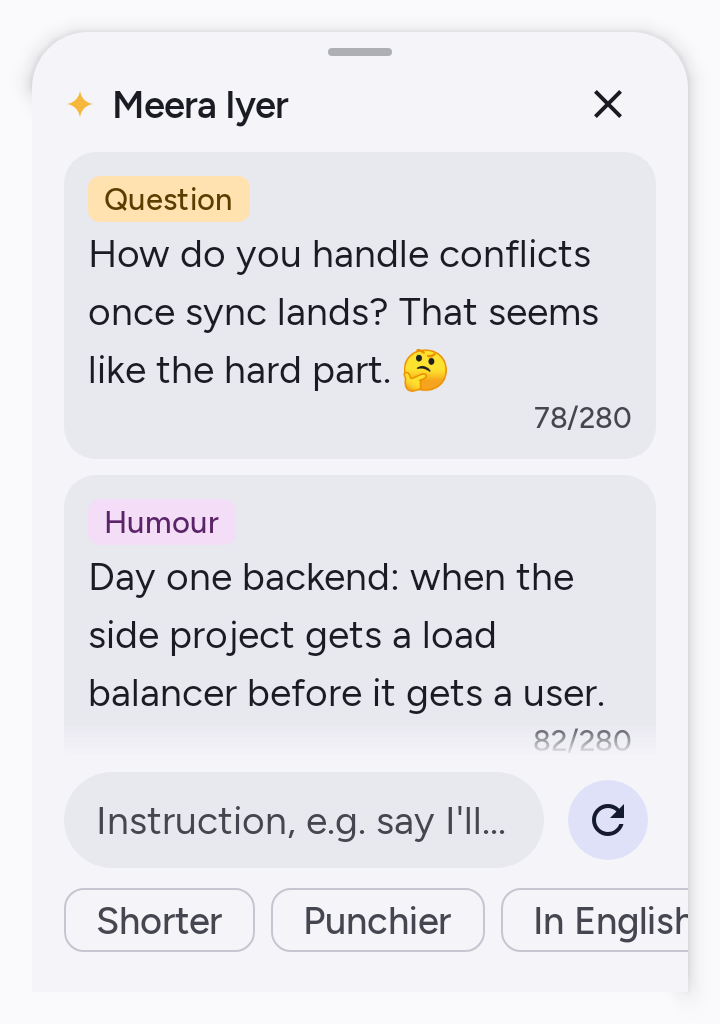 Meera Iyer
Question
How do you handle conflicts
once sync lands? That seems
like the hard part. 🤔
78/280
Humour
Day one backend: when the
side project gets a load
balancer before it gets a user.
82/280
Instruction, e.g. say I'll...
Shorter
Punchier
In English